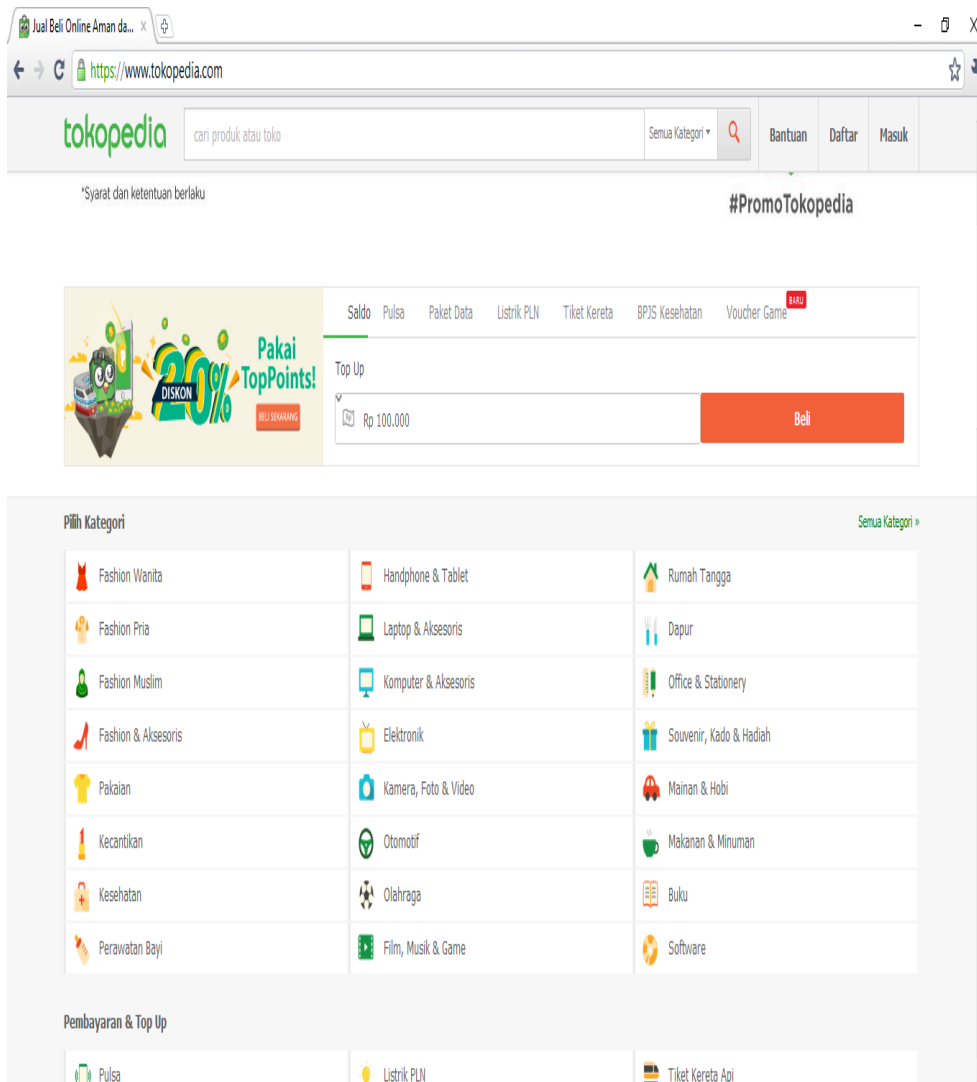 Jual Beli Online Aman da...
https://www.tokopedia.com
tokopedia
cari produk atau toko
Semua Kategori
Bantuan
Daftar
Masuk
*Syarat dan ketentuan berlaku
#PromoTokopedia
DISKON 20%
Pakai
TopPoints!
BELI SEKARANG
Saldo Pulsa Paket Data Listrik PLN Tiket Kereta BPJS Kesehatan Voucher Game BARU
Top Up
Rp 100.000
Beli
Pilih Kategori
Semua Kategori »
Fashion Wanita
Handphone & Tablet
Rumah Tangga
Fashion Pria
Laptop & Aksesoris
Dapur
Fashion Muslim
Komputer & Aksesoris
Office & Stationery
Fashion & Aksesoris
Elektronik
Souvenir, Kado & Hadiah
Pakaian
Kamera, Foto & Video
Mainan & Hobi
Kecantikan
Otomotif
Makanan & Minuman
Kesehatan
Olahraga
Buku
Perawatan Bayi
Film, Musik & Game
Software
Pembayaran & Top Up
Pulsa
Listrik PLN
Tiket Kereta Api